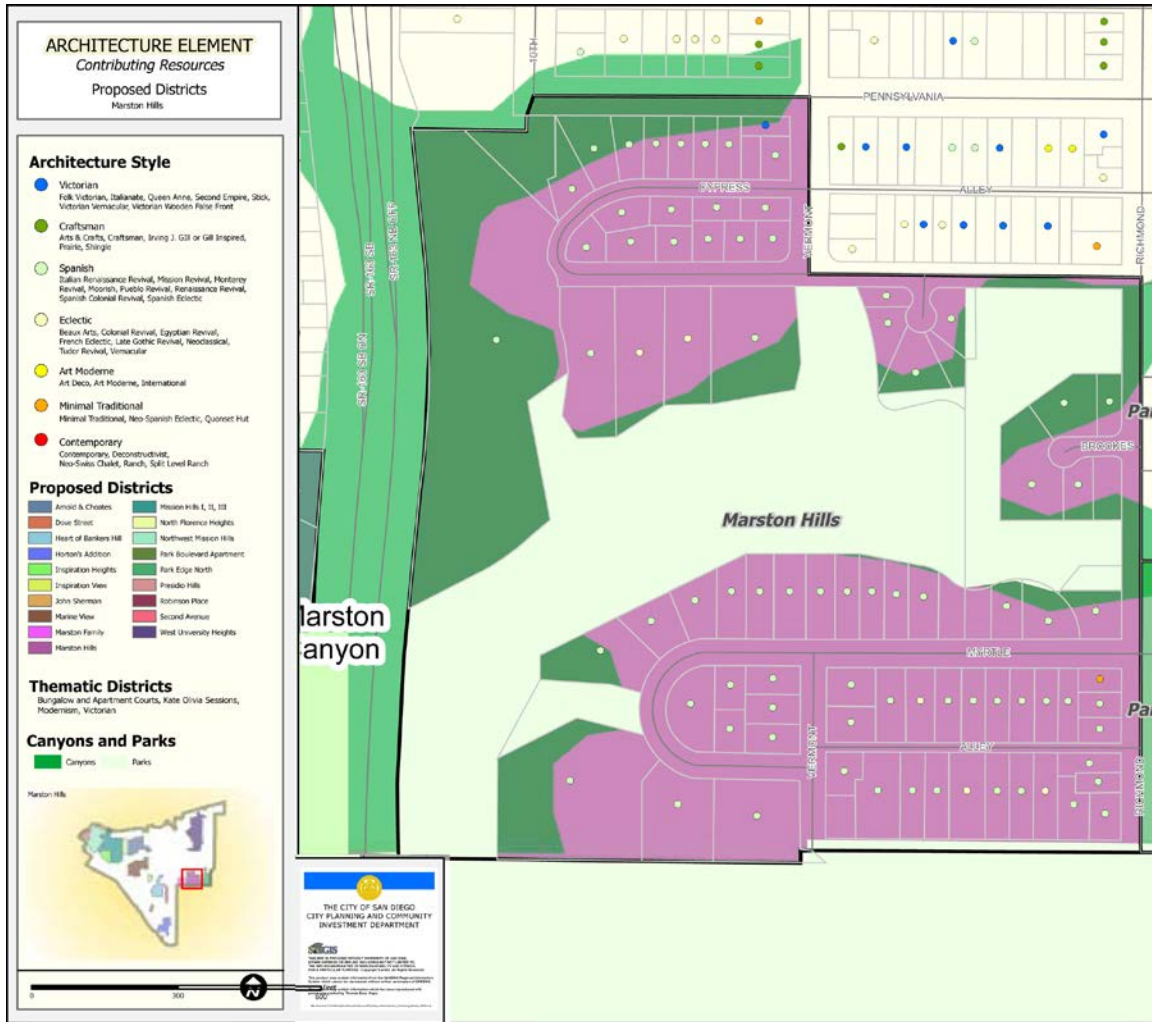 ARCHITECTURE ELEMENT
Contributing Resources
Proposed Districts
Marston Hills
Architecture Style
Victorian
Folk Victorian, Italianate, Queen Anne, Second Empire, Stick,
Victorian Vernacular, Victorian Wooden False Front
Craftsman
Arts & Crafts, Craftsman, Irving J. Gill or Gill Inspired,
Prairie, Shingle
Spanish
Italian Renaissance Revival, Mission Revival, Monterey
Revival, Moorish, Pueblo Revival, Renaissance Revival,
Spanish Colonial Revival, Spanish Eclectic
Eclectic
Beaux Arts, Colonial Revival, Egyptian Revival,
French Eclectic, Late Gothic Revival, Neoclassical,
Tudor Revival, Vernacular
Art Moderne
Art Deco, Art Moderne, International
Minimal Traditional
Minimal Traditional, Neo-Spanish Eclectic, Quonset Hut
Contemporary
Contemporary, Deconstructivist,
Neo-Swiss Chalet, Ranch, Split Level Ranch
Proposed Districts
Arnold & Choates
Dove Street
Heart of Bankers Hill
Horton's Addition
Inspiration Heights
Inspiration View
John Sherman
Marine View
Marston Family
Marston Hills
Mission Hills I, II, III
North Florence Heights
Northwest Mission Hills
Park Boulevard Apartment
Park Edge North
Presidio Hills
Robinson Place
Second Avenue
West University Heights
Thematic Districts
Bungalow and Apartment Courts, Kate Olivia Sessions,
Modernism, Victorian
Canyons and Parks
Canyons
Parks
Marston Hills
0
300
600
Feet
N
THE CITY OF SAN DIEGO
CITY PLANNING AND COMMUNITY
INVESTMENT DEPARTMENT
SanGIS
10TH
PENNSYLVANIA
CYPRESS
ALLEY
VERMONT
RICHMOND
SR-163 SB
SR-163 NB OFF
SR-163 SB ON
BROOKES
Par
Marston Hills
Marston
Canyon
MYRTLE
Par
VERMONT
ALLEY
RICHMOND